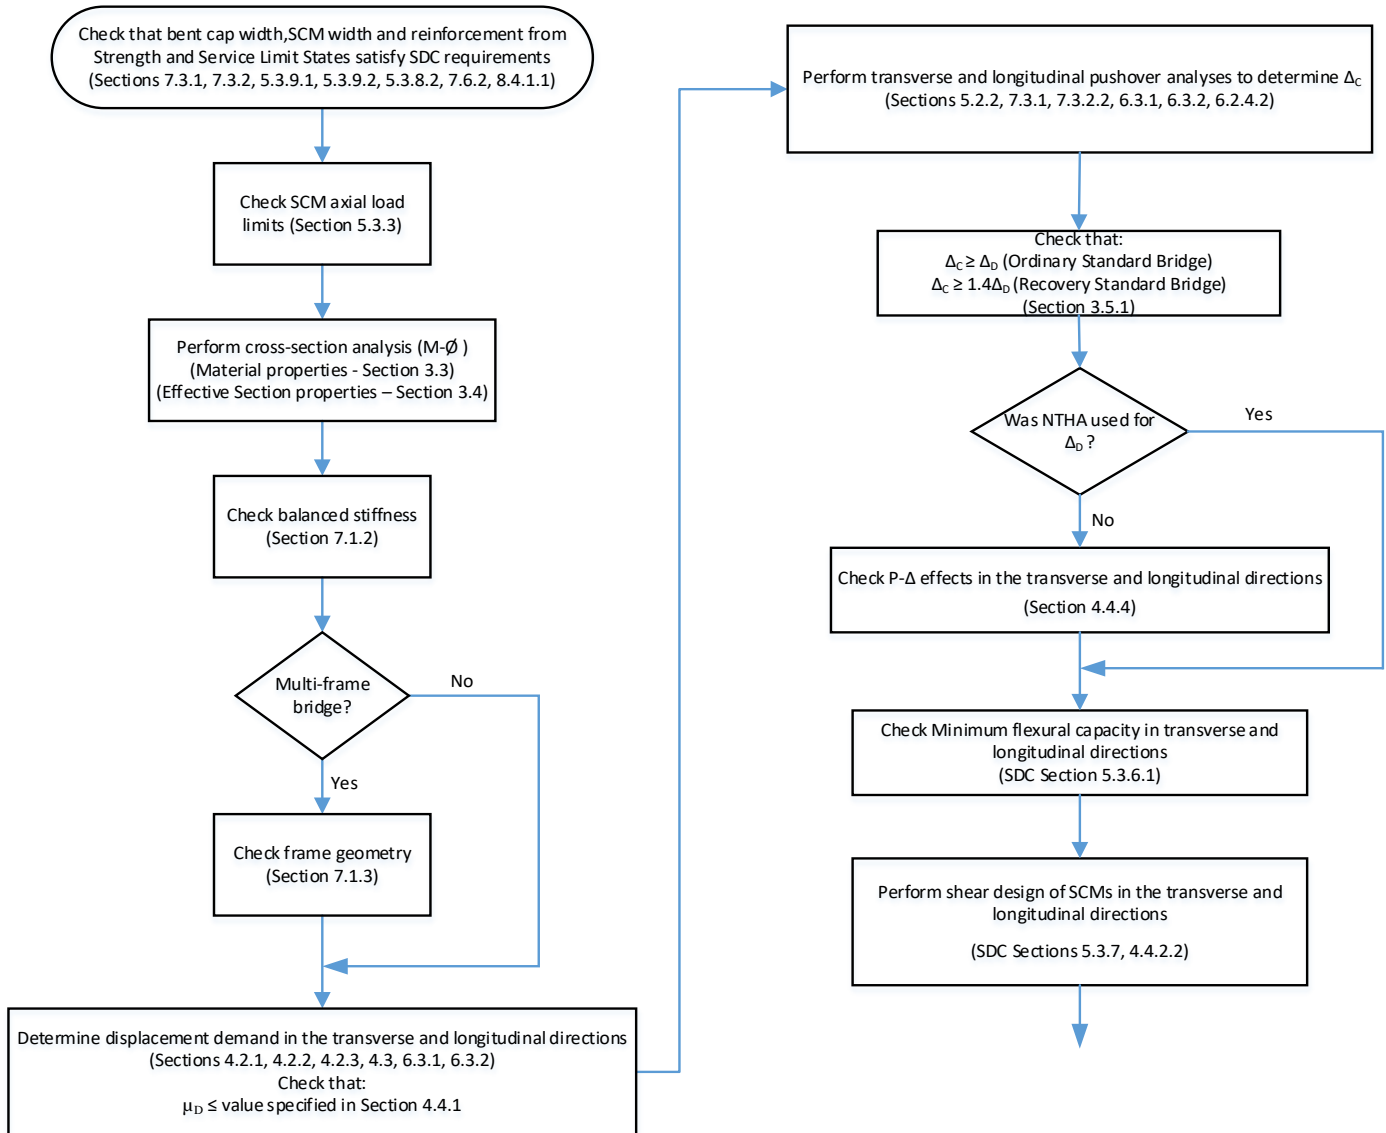 Check that bent cap width,SCM width and reinforcement from
Strength and Service Limit States satisfy SDC requirements
(Sections 7.3.1, 7.3.2, 5.3.9.1, 5.3.9.2, 5.3.8.2, 7.6.2, 8.4.1.1)
Check SCM axial load
limits (Section 5.3.3)
Perform cross-section analysis (M-Ø )
(Material properties - Section 3.3)
(Effective Section properties – Section 3.4)
Check balanced stiffness
(Section 7.1.2)
Multi-frame
bridge?
No
Yes
Check frame geometry
(Section 7.1.3)
Determine displacement demand in the transverse and longitudinal directions
(Sections 4.2.1, 4.2.2, 4.2.3, 4.3, 6.3.1, 6.3.2)
Check that:
μD ≤ value specified in Section 4.4.1
Perform transverse and longitudinal pushover analyses to determine ΔC
(Sections 5.2.2, 7.3.1, 7.3.2.2, 6.3.1, 6.3.2, 6.2.4.2)
Check that:
ΔC ≥ ΔD (Ordinary Standard Bridge)
ΔC ≥ 1.4ΔD (Recovery Standard Bridge)
(Section 3.5.1)
Was NTHA used for
ΔD ?
Yes
No
Check P-Δ effects in the transverse and longitudinal directions
(Section 4.4.4)
Check Minimum flexural capacity in transverse and
longitudinal directions
(SDC Section 5.3.6.1)
Perform shear design of SCMs in the transverse and
longitudinal directions
(SDC Sections 5.3.7, 4.4.2.2)